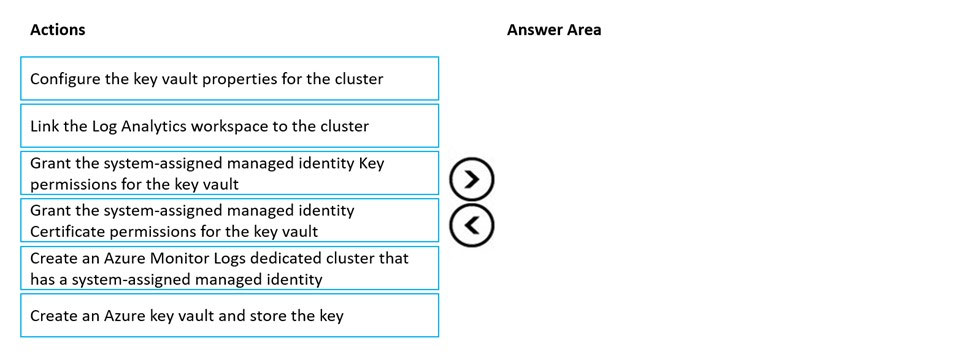 Actions
Answer Area
Configure the key vault properties for the cluster
Link the Log Analytics workspace to the cluster
Grant the system-assigned managed identity Key
permissions for the key vault
Grant the system-assigned managed identity
Certificate permissions for the key vault
Create an Azure Monitor Logs dedicated cluster that
has a system-assigned managed identity
Create an Azure key vault and store the key